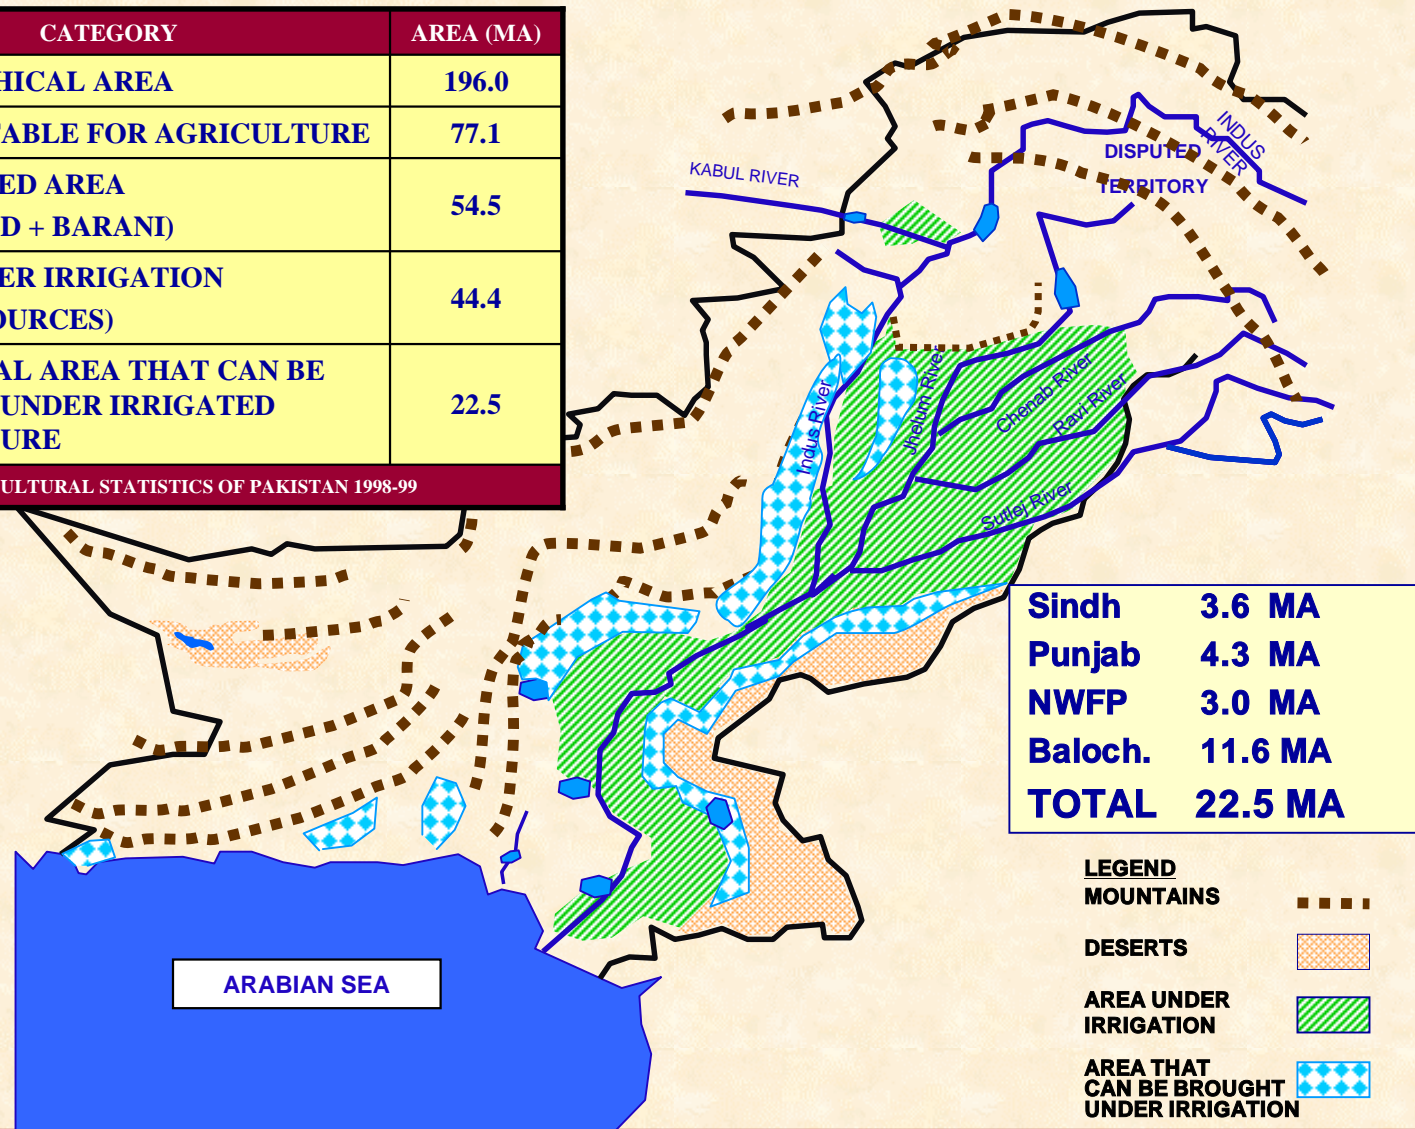 CATEGORY AREA (MA)
HICAL AREA 196.0
TABLE FOR AGRICULTURE 77.1
ED AREA
D + BARANI) 54.5
ER IRRIGATION
OURCES) 44.4
AL AREA THAT CAN BE
UNDER IRRIGATED 22.5
URE
ULTURAL STATISTICS OF PAKISTAN 1998-99
KABUL RIVER
INDUS
RIVER
DISPUTED
TERRITORY
Indus River
Jhelum River
Chenab River
Ravi River
Sutlej River
Sindh 3.6 MA
Punjab 4.3 MA
NWFP 3.0 MA
Baloch. 11.6 MA
TOTAL 22.5 MA
LEGEND
MOUNTAINS
DESERTS
AREA UNDER
IRRIGATION
AREA THAT
CAN BE BROUGHT
UNDER IRRIGATION
ARABIAN SEA